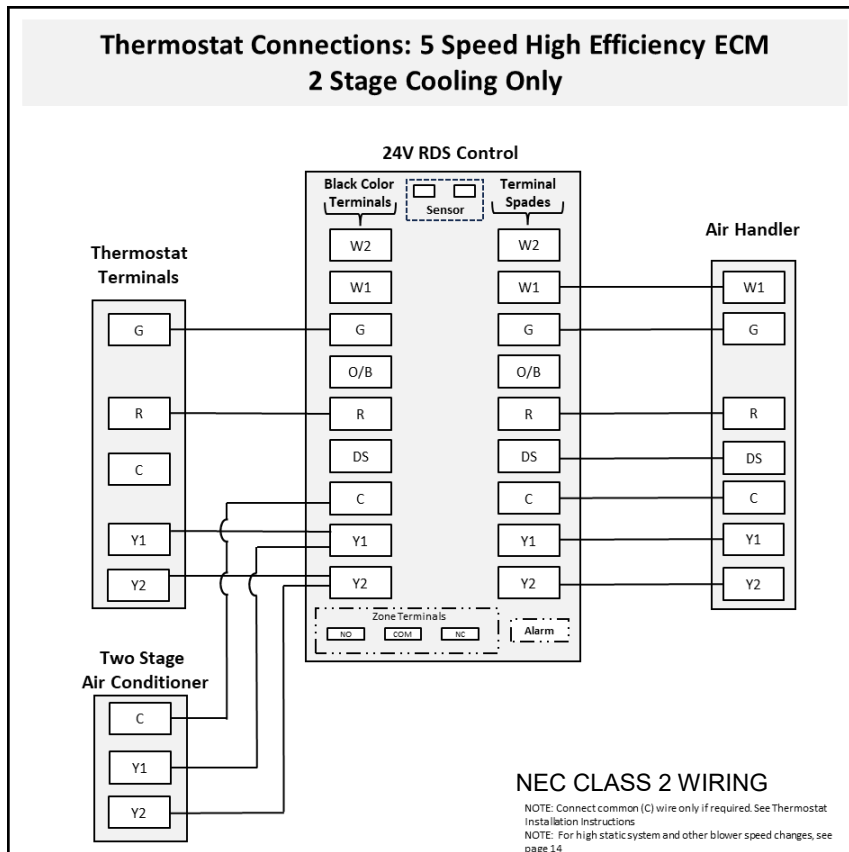 Thermostat Connections: 5 Speed High Efficiency ECM
2 Stage Cooling Only
24V RDS Control
Black Color
Terminals
Sensor
Terminal
Spades
Thermostat
Terminals
Air Handler
W2
W2
W1
W1
W1
G
G
G
G
O/B
O/B
R
R
R
R
C
DS
DS
DS
C
C
C
Y1
Y1
Y1
Y1
Y2
Y2
Y2
Y2
Zone Terminals
NO
COM
NC
Alarm
Two Stage
Air Conditioner
C
Y1
Y2
NEC CLASS 2 WIRING
NOTE: Connect common (C) wire only if required. See Thermostat
Installation Instructions
NOTE: For high static system and other blower speed changes, see
page 14